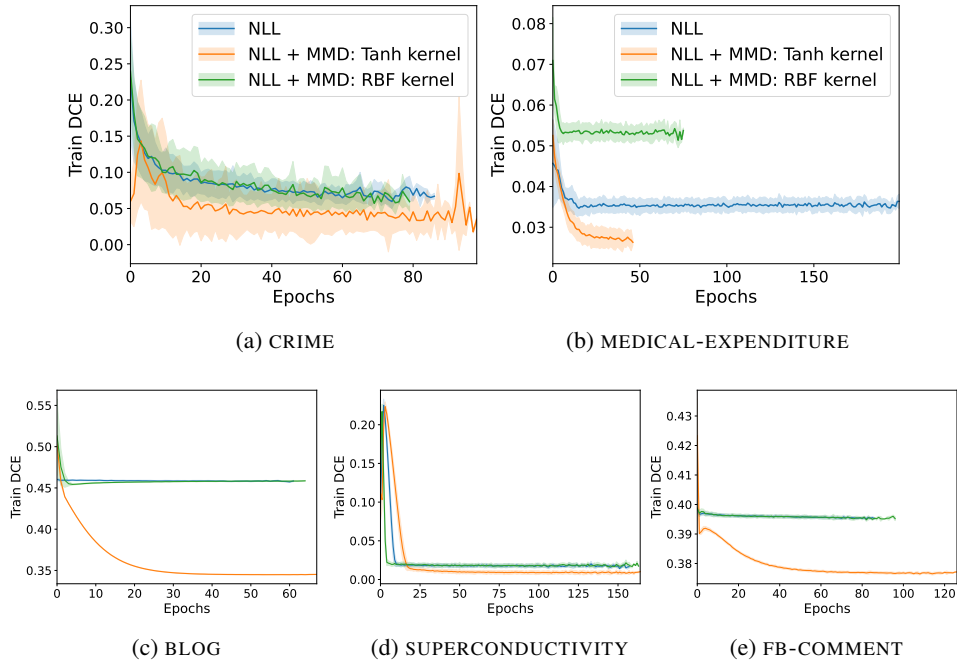 NLL
NLL + MMD: Tanh kernel
NLL + MMD: RBF kernel
0.30
0.25
0.20
0.15
0.10
0.05
0.00
Train DCE
0 20 40 60 80
Epochs
(a) CRIME
NLL
NLL + MMD: Tanh kernel
NLL + MMD: RBF kernel
0.08
0.07
0.06
0.05
0.04
0.03
Train DCE
0 50 100 150
Epochs
(b) MEDICAL-EXPENDITURE
0.55
0.50
0.45
0.40
0.35
Train DCE
0 10 20 30 40 50 60
Epochs
(c) BLOG
0.20
0.15
0.10
0.05
0.00
Train DCE
0 25 50 75 100 125 150
Epochs
(d) SUPERCONDUCTIVITY
0.43
0.42
0.41
0.40
0.39
0.38
Train DCE
0 20 40 60 80 100 120
Epochs
(e) FB-COMMENT